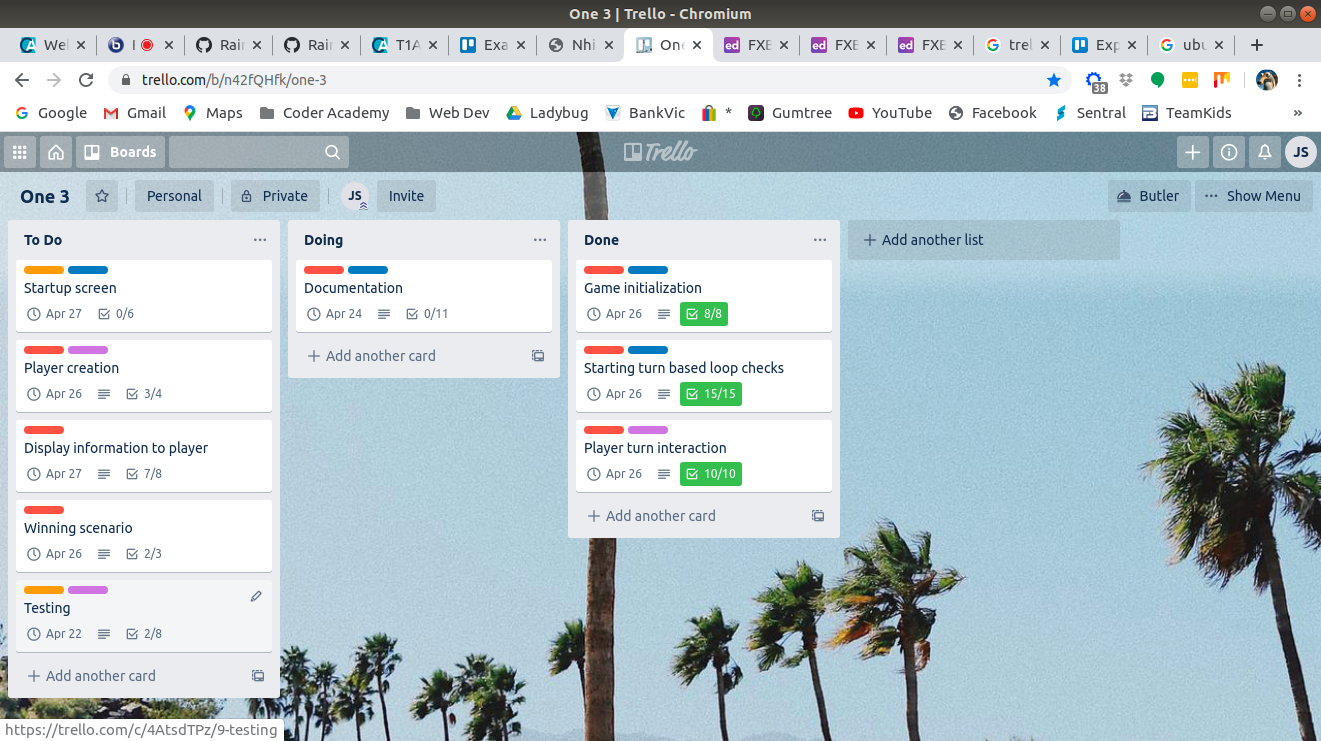 One 3 | Trello - Chromium
Wel I Rair Rair T1A Exa Nhi One FXE FXE FXE trel Exp ubu
trello.com/b/n42fQHfk/one-3
38
Google Gmail Maps Coder Academy Web Dev Ladybug BankVic * Gumtree YouTube Facebook Sentral TeamKids »
Boards
Trello
JS
One 3 Personal Private JS Invite
Butler ... Show Menu
To Do ...
Startup screen
Apr 27 0/6
Player creation
Apr 26 3/4
Display information to player
Apr 27 7/8
Winning scenario
Apr 26 2/3
Testing
Apr 22 2/8
+ Add another card
Doing ...
Documentation
Apr 24 0/11
+ Add another card
Done ...
Game initialization
Apr 26 8/8
Starting turn based loop checks
Apr 26 15/15
Player turn interaction
Apr 26 10/10
+ Add another card
+ Add another list
https://trello.com/c/4AtsdTPz/9-testing